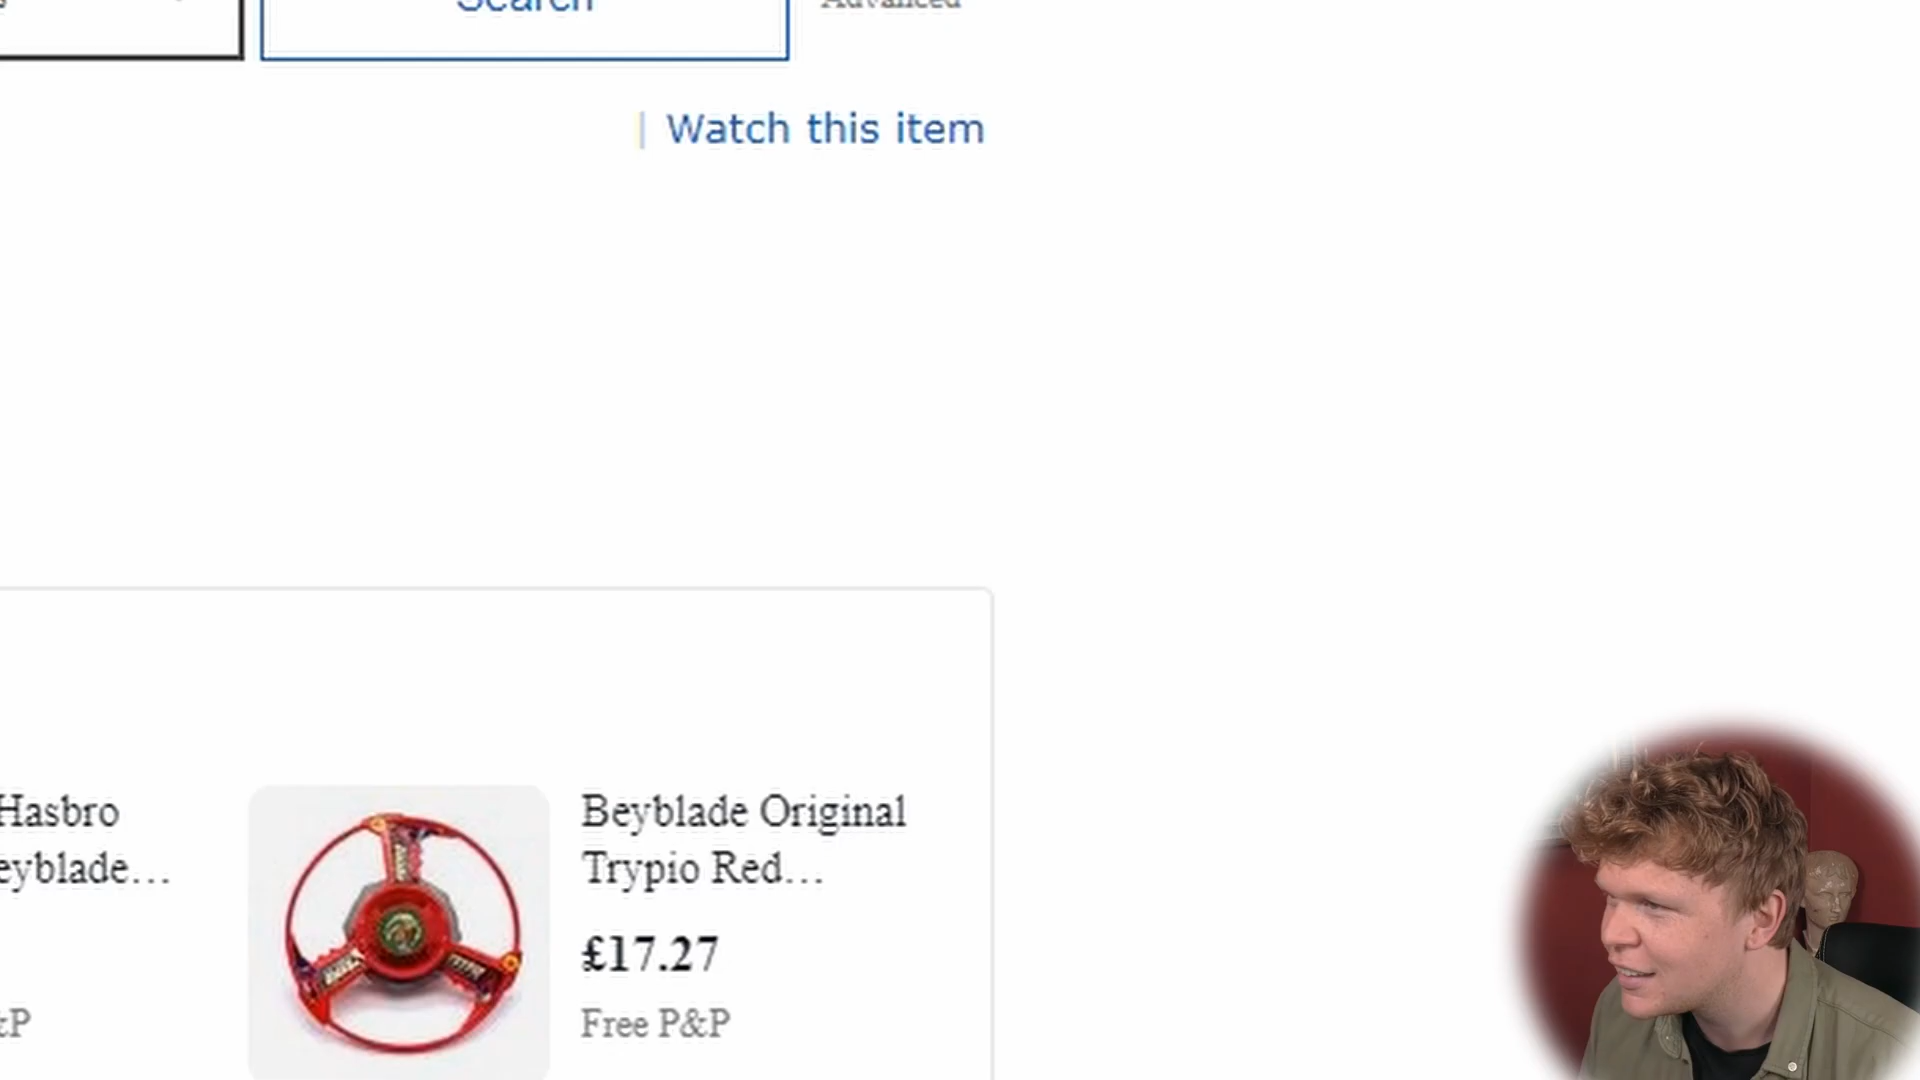 Search
Advanced
| Watch this item
Hasbro
eyblade...
&P
Beyblade Original
Trypio Red...
£17.27
Free P&P